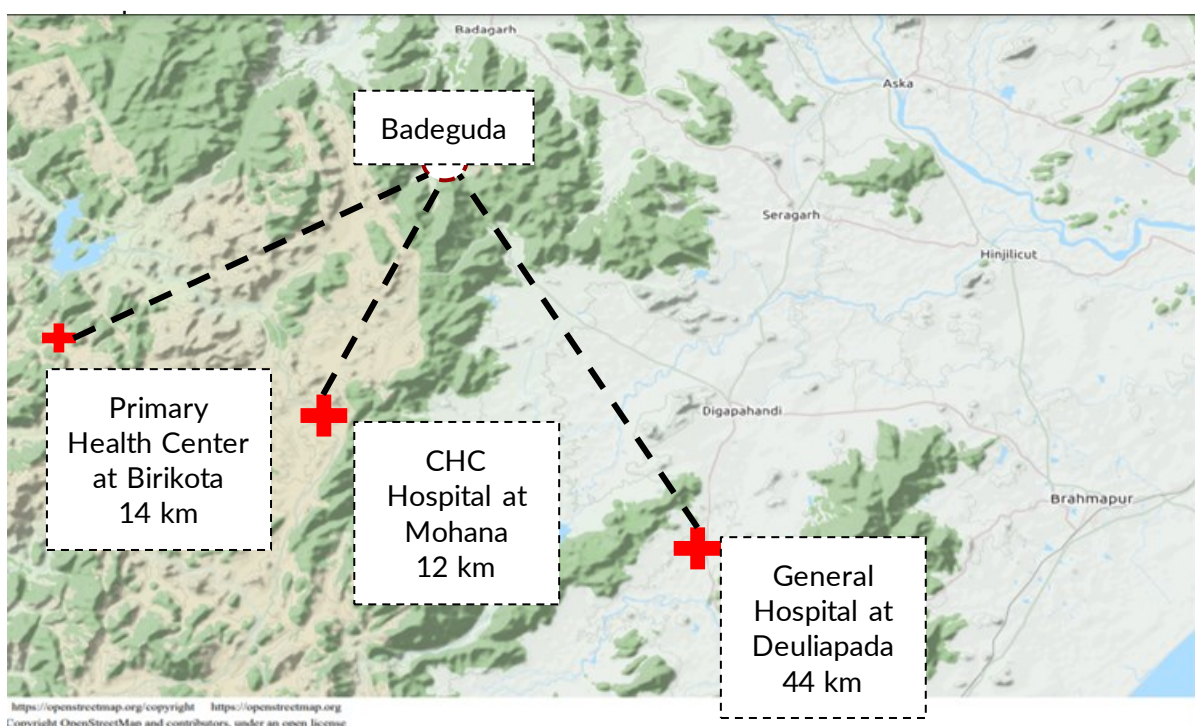 Badagarh
Aska
Badeguda
Seragarh
Hinjilicut
Primary
Health Center
at Birikota
14 km
CHC
Hospital at
Mohana
12 km
Digapahandi
Brahmapur
General
Hospital at
Deuliapada
44 km
https://openstreetmap.org/copyright https://openstreetmap.org
Copyright OpenStreetMap and contributors, under an open license